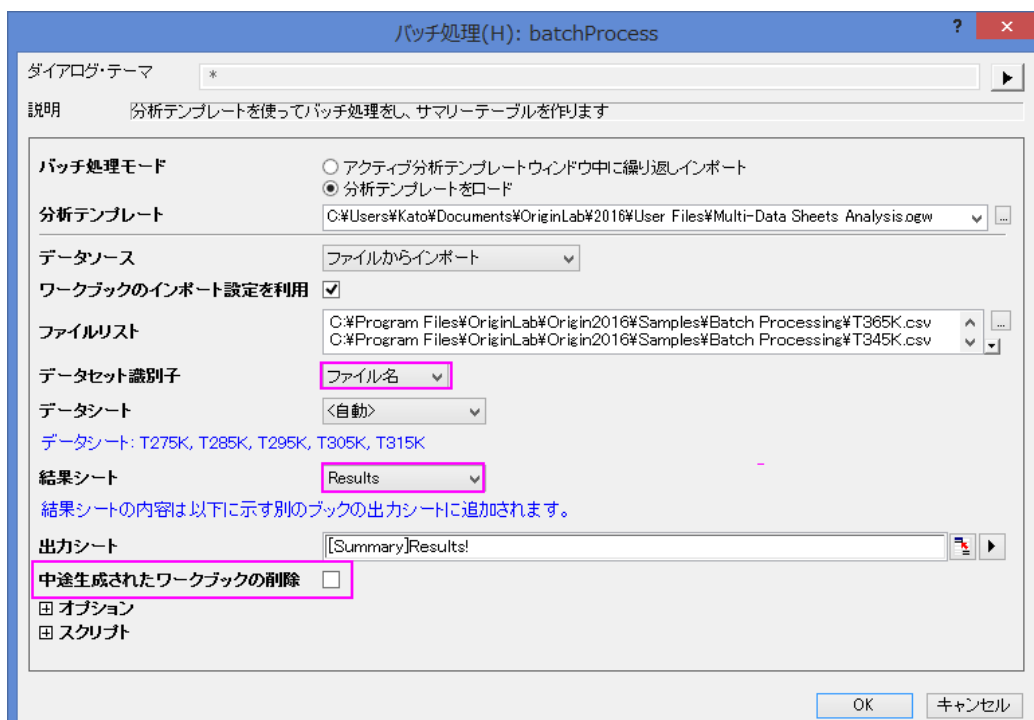 バッチ処理(H): batchProcess ? ×
ダイアログ・テーマ *
説明 分析テンプレートを使ってバッチ処理をし、サマリーテーブルを作ります
バッチ処理モード アクティブ分析テンプレートウィンドウ中に繰り返しインポート
分析テンプレートをロード
分析テンプレート C:¥Users¥Kato¥Documents¥OriginLab¥2016¥User Files¥Multi-Data Sheets Analysis.ogw ...
データソース ファイルからインポート
ワークブックのインポート設定を利用
ファイルリスト C:¥Program Files¥OriginLab¥Origin2016¥Samples¥Batch Processing¥T365K.csv ...
C:¥Program Files¥OriginLab¥Origin2016¥Samples¥Batch Processing¥T345K.csv
データセット識別子 ファイル名
データシート <自動>
データシート: T275K, T285K, T295K, T305K, T315K
結果シート Results
結果シートの内容は以下に示す別のブックの出力シートに追加されます。
出力シート [Summary]Results!
中途生成されたワークブックの削除
オプション
スクリプト
OK キャンセル